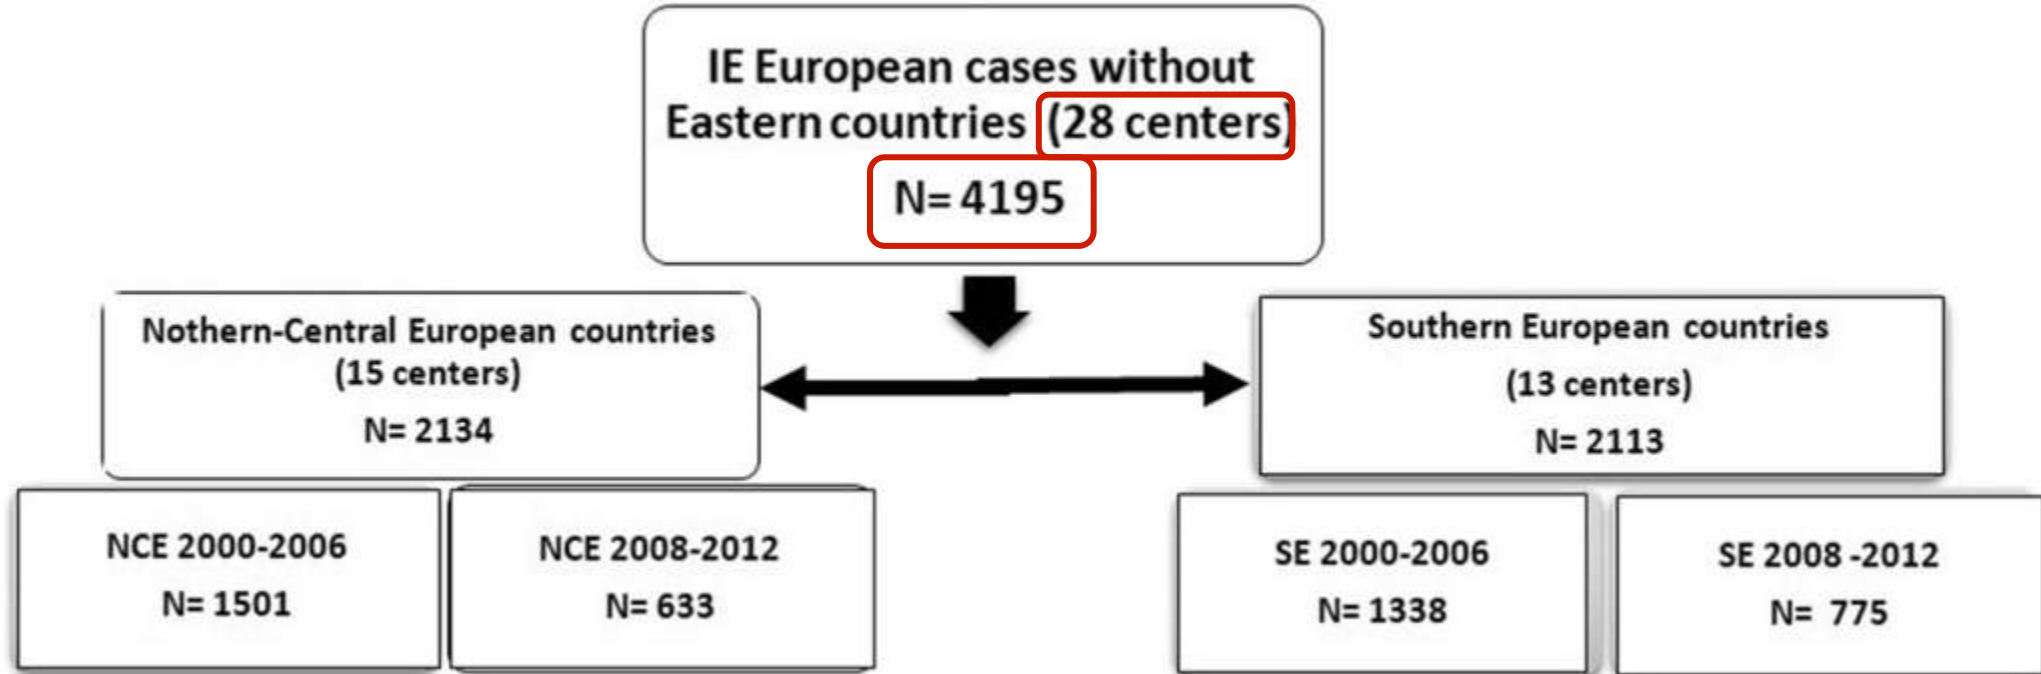 IE European cases without
Eastern countries (28 centers)
N= 4195
Nothern-Central European countries
(15 centers)
N= 2134
Southern European countries
(13 centers)
N= 2113
NCE 2000-2006
N= 1501
NCE 2008-2012
N= 633
SE 2000-2006
N= 1338
SE 2008 -2012
N= 775